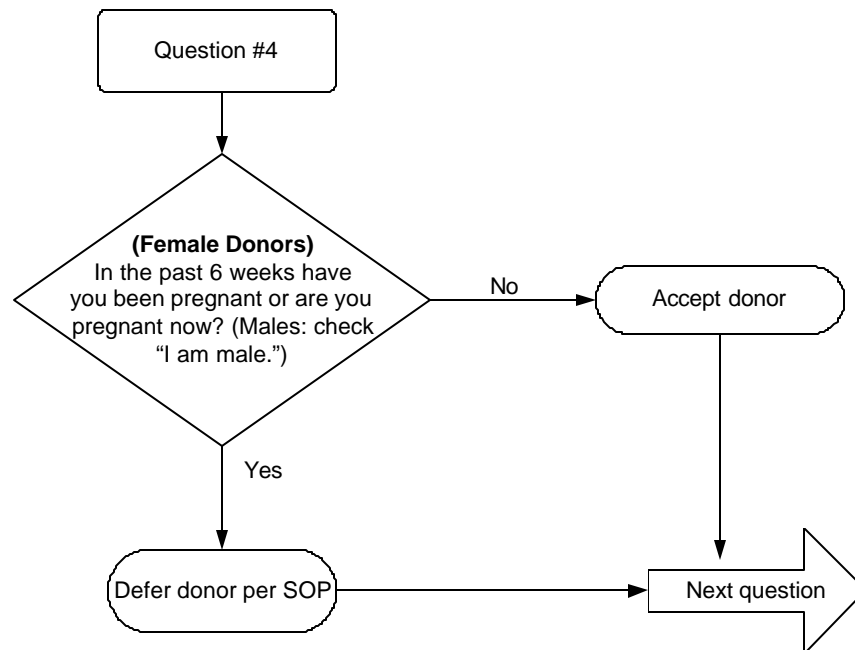 Question #4
(Female Donors)
In the past 6 weeks have
you been pregnant or are you
pregnant now? (Males: check
“I am male.”)
No
Accept donor
Yes
Defer donor per SOP
Next question